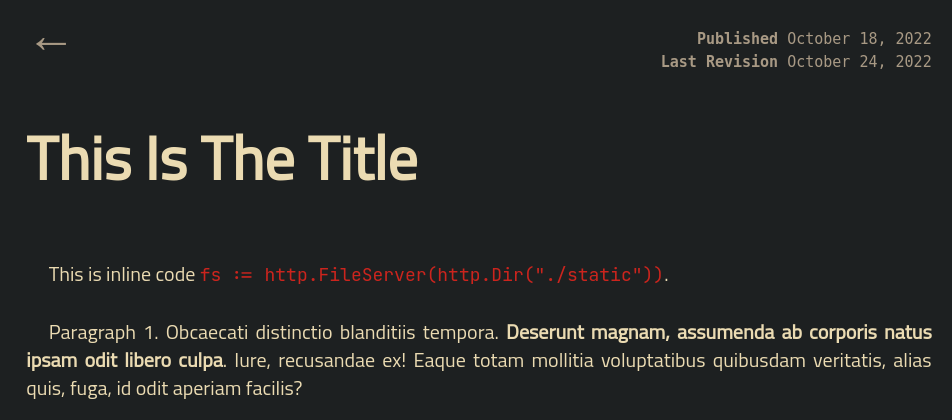 ←
Published October 18, 2022
Last Revision October 24, 2022
This Is The Title
This is inline code fs := http.FileServer(http.Dir("./static")).
Paragraph 1. Obcaecati distinctio blanditiis tempora. Deserunt magnam, assumenda ab corporis natus
ipsam odit libero culpa. Iure, recusandae ex! Eaque totam mollitia voluptatibus quibusdam veritatis, alias
quis, fuga, id odit aperiam facilis?